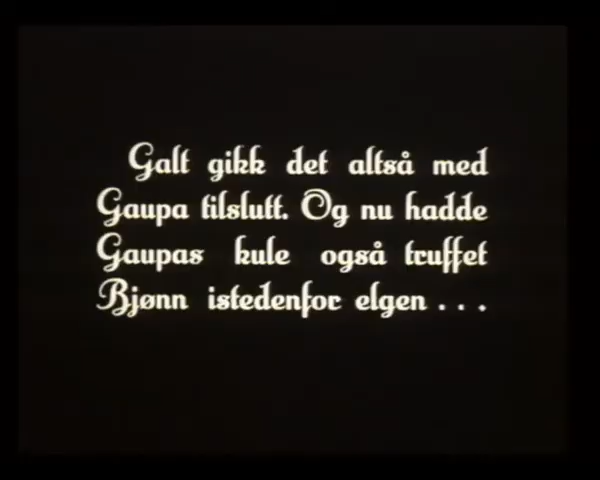 Galt gikk det altså med
Gaupa tilslutt. Og nu hadde
Gaupas kule også truffet
Bjønn istedenfor elgen . . .